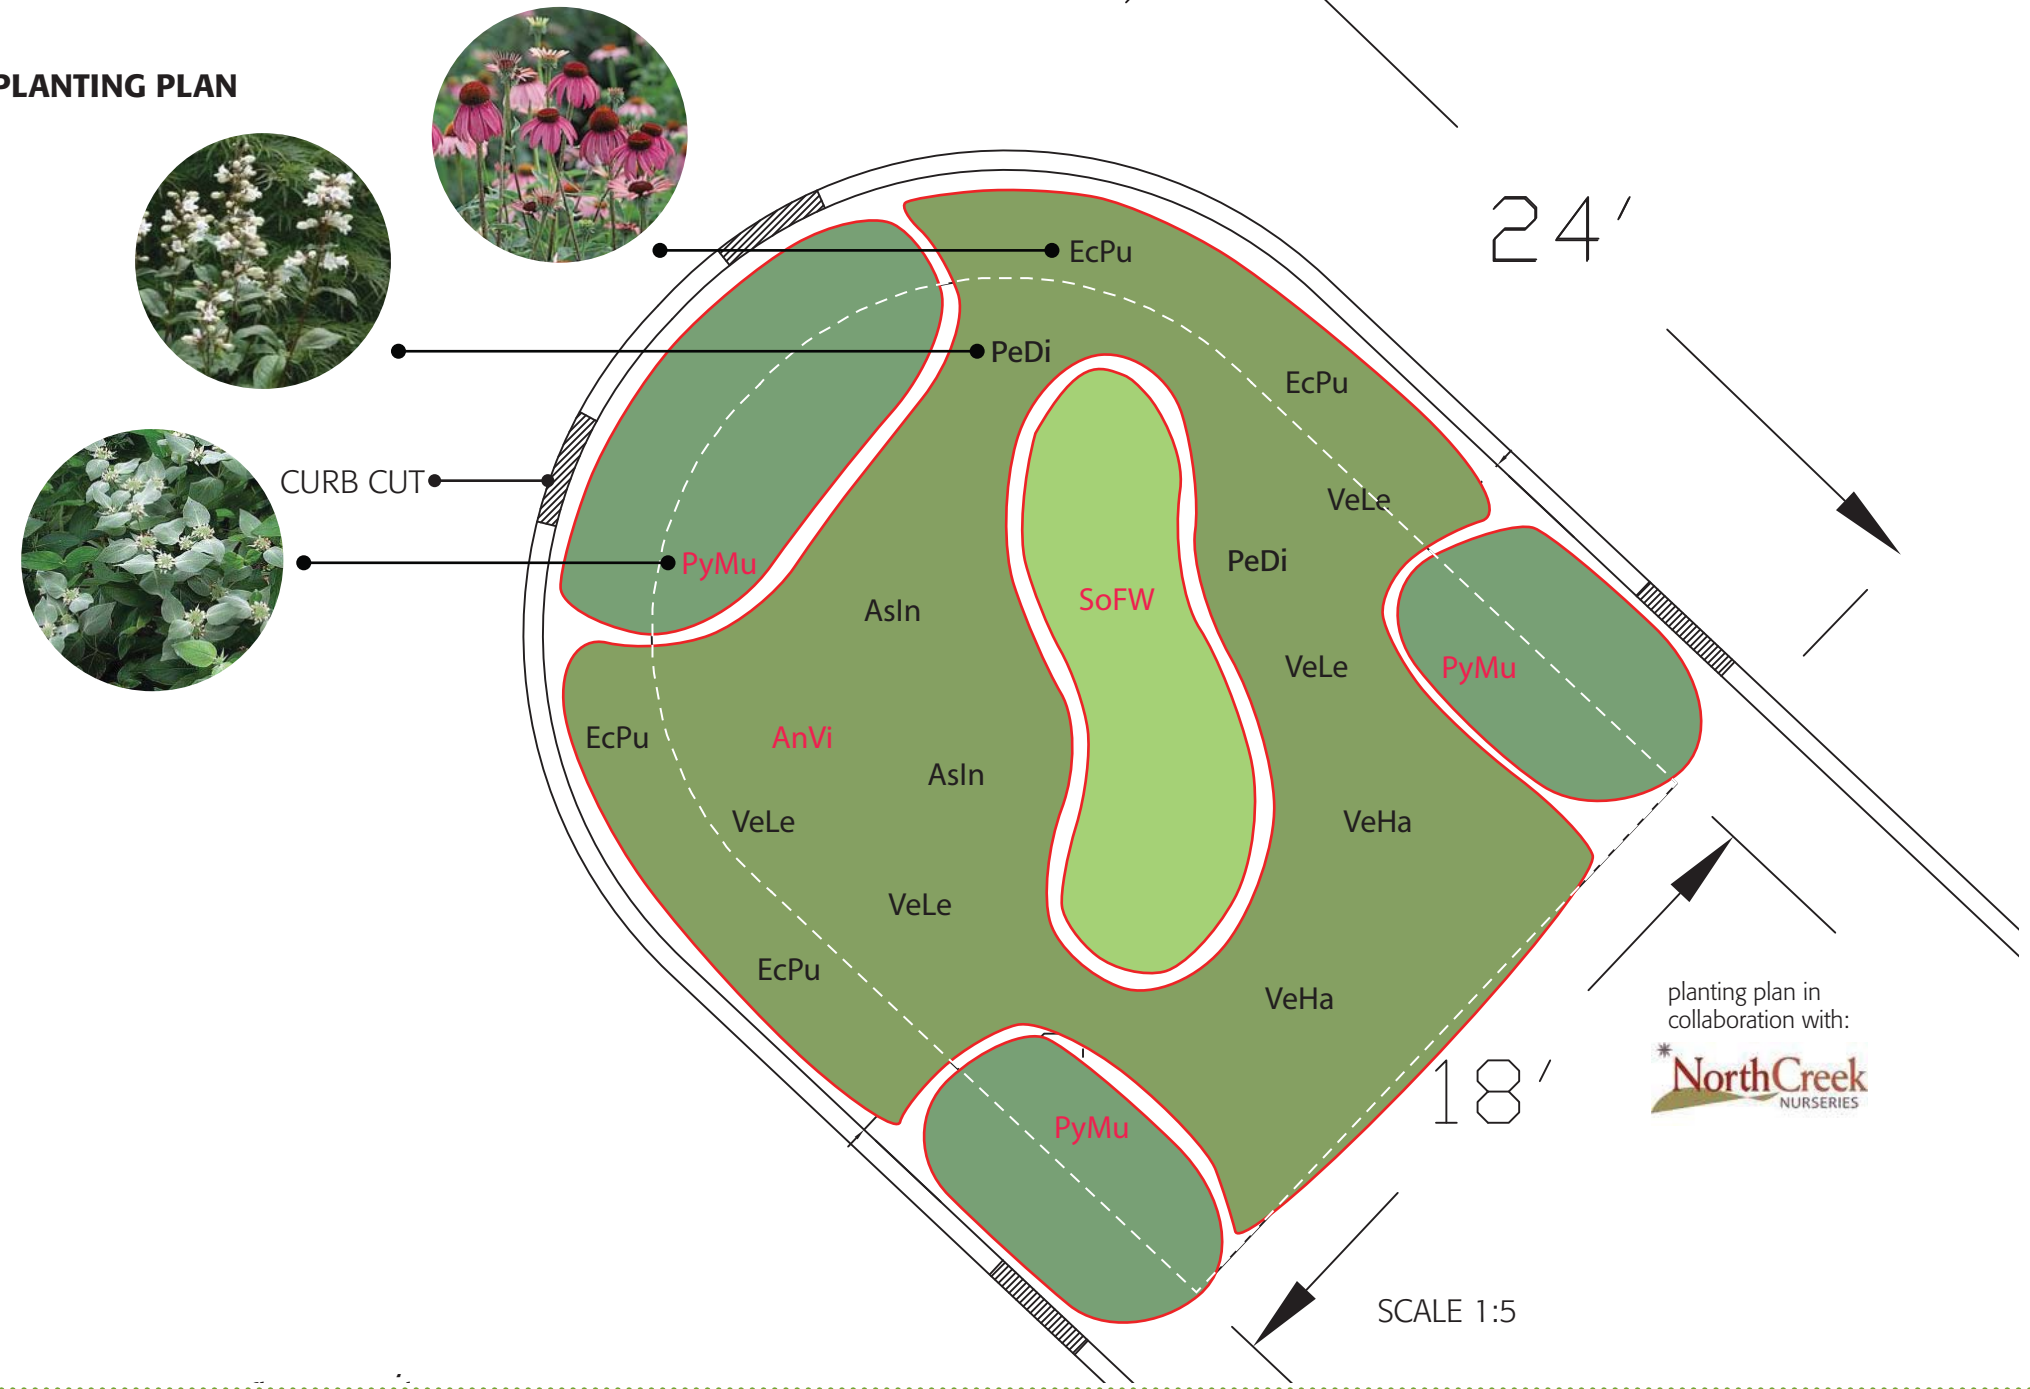 PLANTING PLAN
24'
EcPu
PeDi
EcPu
CURB CUT
VeLe
PyMu
PeDi
SoFW
AsIn
VeLe
PyMu
EcPu
AnVi
AsIn
VeLe
VeHa
VeLe
EcPu
VeHa
planting plan in
collaboration with:
NorthCreek
NURSERIES
18'
PyMu
SCALE 1:5